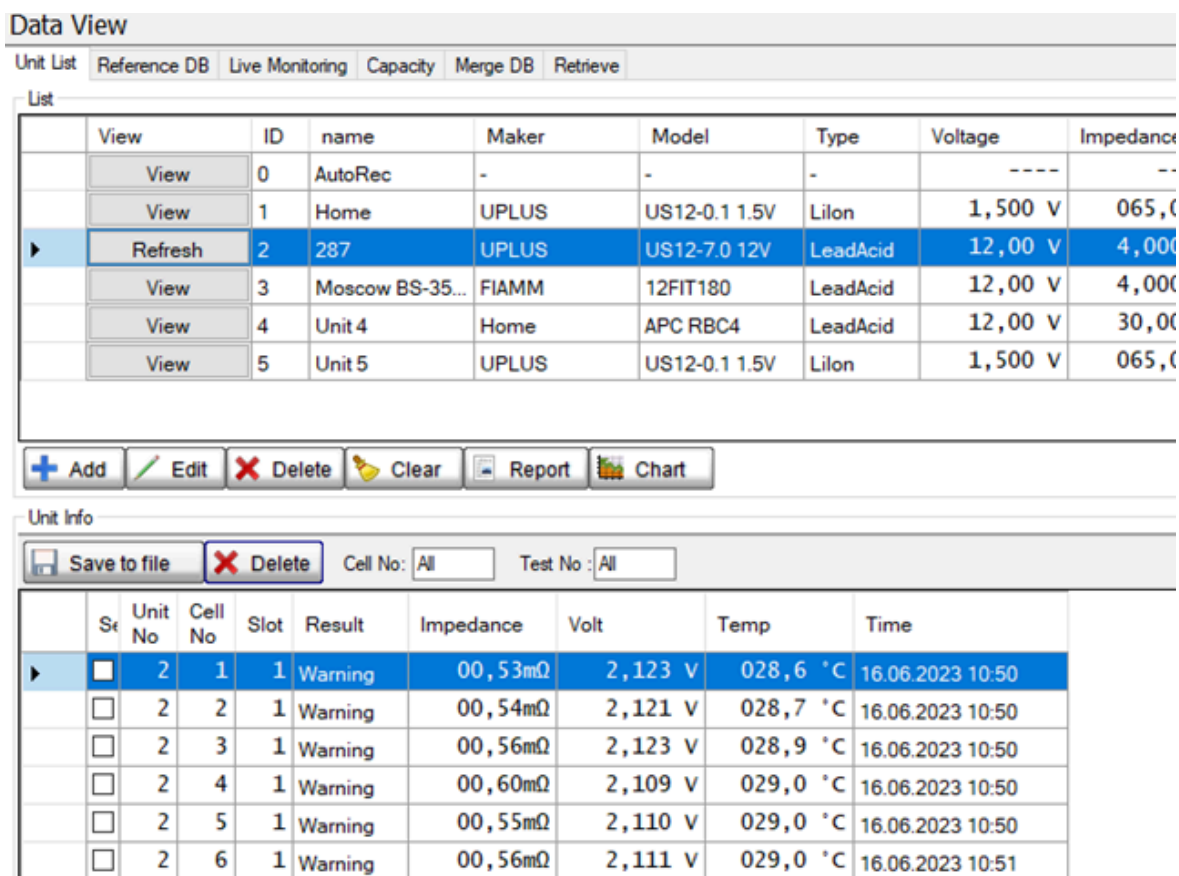 Data View
Unit List Reference DB Live Monitoring Capacity Merge DB Retrieve
List
View ID name Maker Model Type Voltage Impedance
View 0 AutoRec - - - ---- --
View 1 Home UPLUS US12-0.1 1.5V LiIon 1,500 V 065,0
Refresh 2 287 UPLUS US12-7.0 12V LeadAcid 12,00 V 4,000
View 3 Moscow BS-35... FIAMM 12FIT180 LeadAcid 12,00 V 4,000
View 4 Unit 4 Home APC RBC4 LeadAcid 12,00 V 30,00
View 5 Unit 5 UPLUS US12-0.1 1.5V LiIon 1,500 V 065,0
Add Edit Delete Clear Report Chart
Unit Info
Save to file Delete Cell No: All Test No : All
Se Unit No Cell No Slot Result Impedance Volt Temp Time
2 1 1 Warning 00,53mΩ 2,123 V 028,6 °C 16.06.2023 10:50
2 2 1 Warning 00,54mΩ 2,121 V 028,7 °C 16.06.2023 10:50
2 3 1 Warning 00,56mΩ 2,123 V 028,9 °C 16.06.2023 10:50
2 4 1 Warning 00,60mΩ 2,109 V 029,0 °C 16.06.2023 10:50
2 5 1 Warning 00,55mΩ 2,110 V 029,0 °C 16.06.2023 10:50
2 6 1 Warning 00,56mΩ 2,111 V 029,0 °C 16.06.2023 10:51